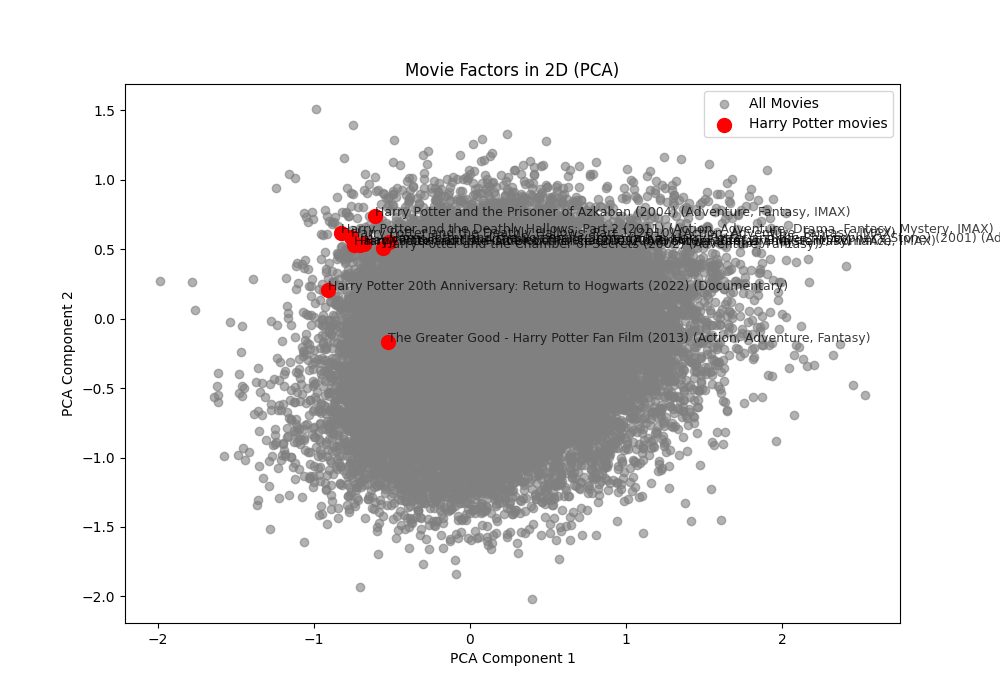 Movie Factors in 2D (PCA)
All Movies
Harry Potter movies
1.5
1.0
0.5
0.0
−0.5
−1.0
−1.5
−2.0
PCA Component 2
Harry Potter and the Prisoner of Azkaban (2004) (Adventure, Fantasy, IMAX)
Harry Potter and the Deathly Hallows: Part 2 (2011) (Action, Adventure, Drama, Fantasy, Mystery, IMAX)
Harry Potter and the Chamber of Secrets (2002) (Adventure, Fantasy)
Harry Potter 20th Anniversary: Return to Hogwarts (2022) (Documentary)
The Greater Good - Harry Potter Fan Film (2013) (Action, Adventure, Fantasy)
−2
−1
0
1
2
PCA Component 1